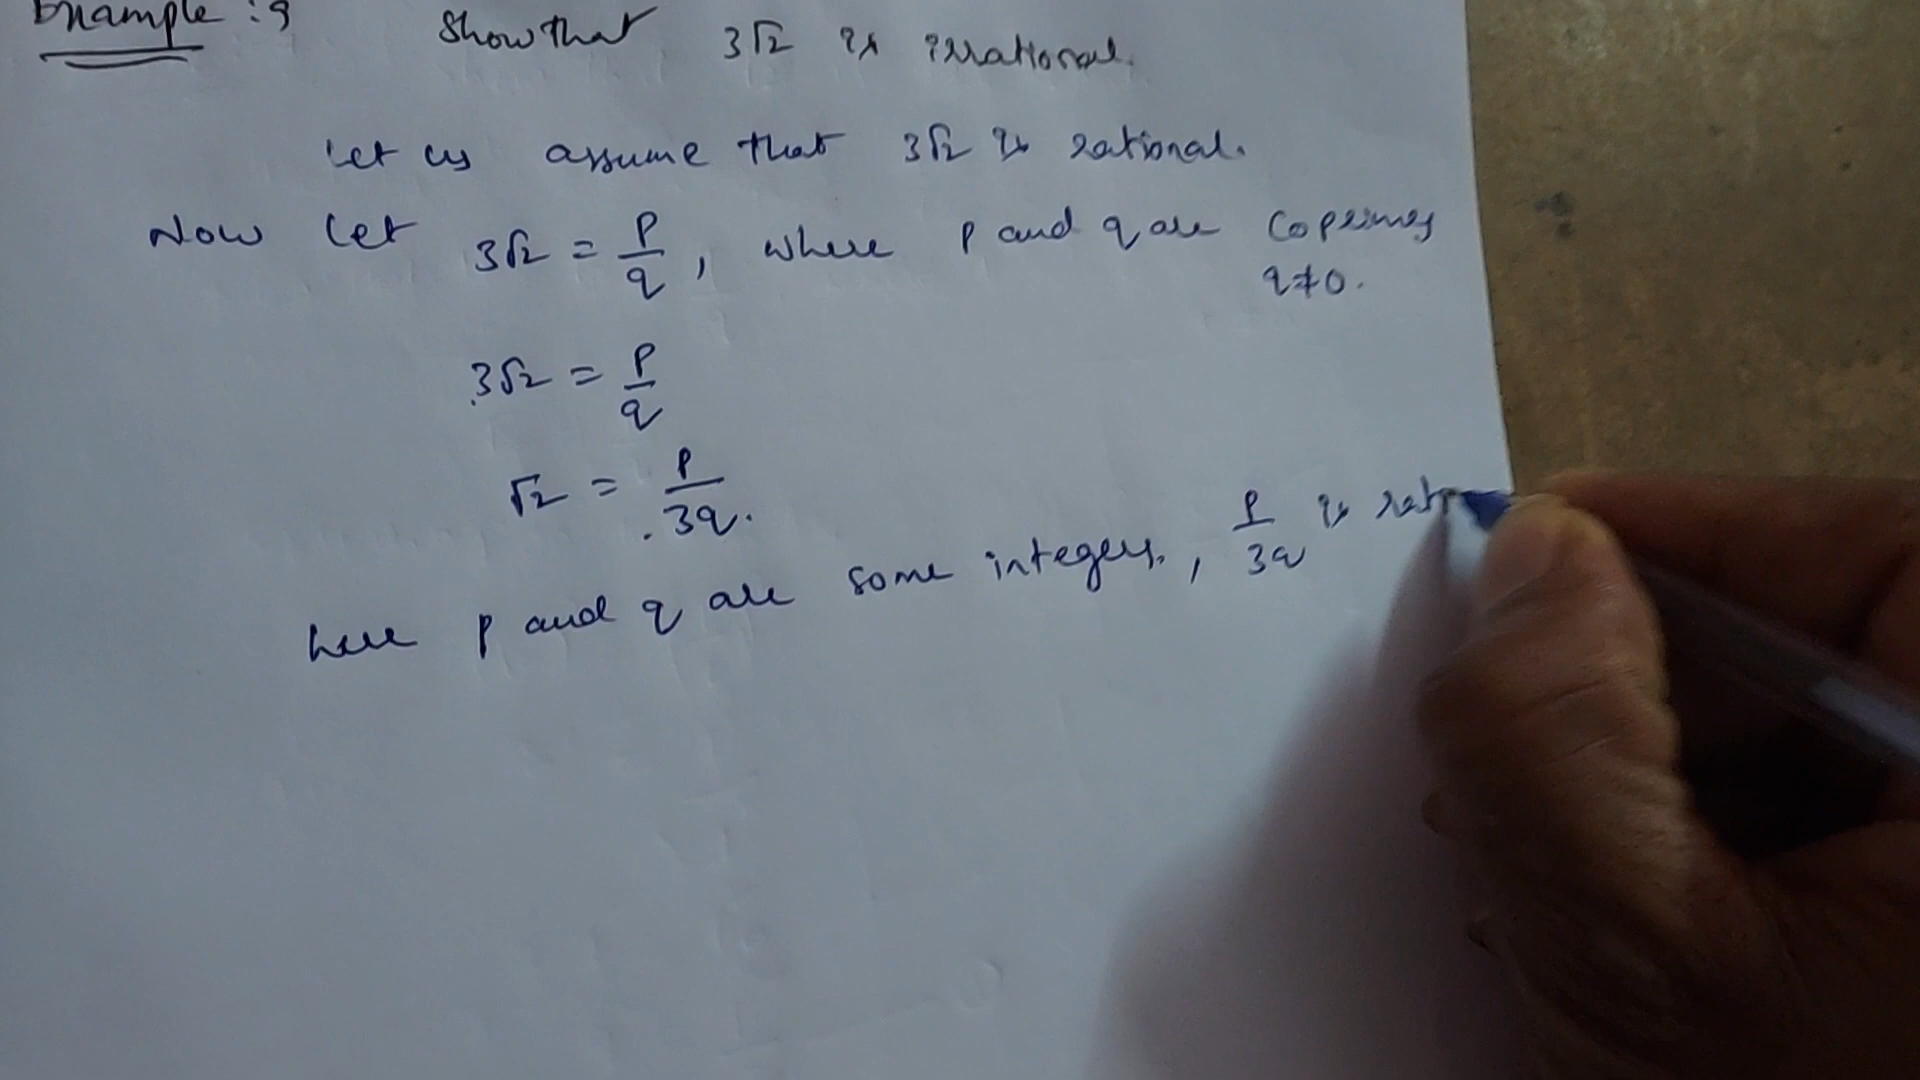 Example : 9 Show that 3√2 is irrational.
Let us assume that 3√2 is rational.
Now let 3√2 = p/q, where p and q are coprimes
q≠0.
3√2 = p/q
√2 = p/3q.
here p and q are some integers, p/3q is rat